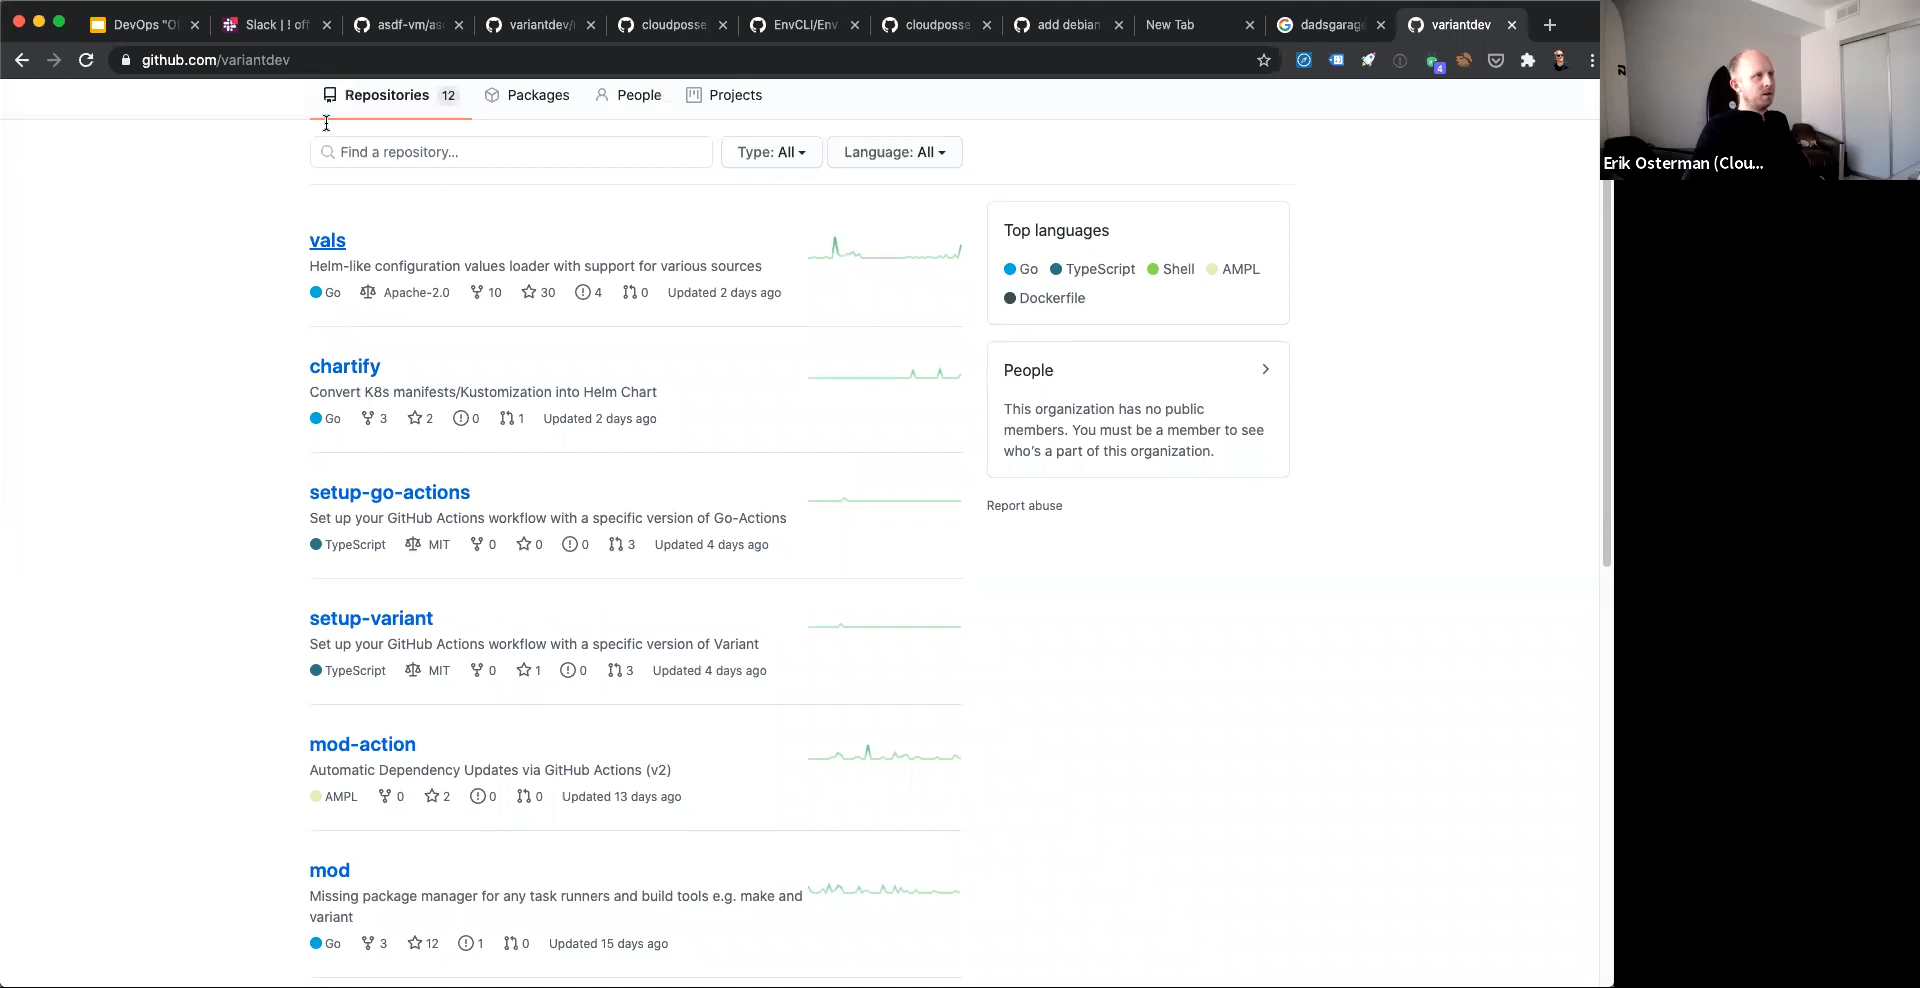 DevOps "O
Slack | ! off
asdf-vm/as
variantdev/
cloudposse
EnvCLI/Env
cloudposse
add debian
New Tab
dadsgarag
variantdev
github.com/variantdev
4
Erik Osterman (Clou...
Repositories 12
Packages
People
Projects
Find a repository...
Type: All
Language: All
vals
Helm-like configuration values loader with support for various sources
Go Apache-2.0 10 30 4 0 Updated 2 days ago
chartify
Convert K8s manifests/Kustomization into Helm Chart
Go 3 2 0 1 Updated 2 days ago
setup-go-actions
Set up your GitHub Actions workflow with a specific version of Go-Actions
TypeScript MIT 0 0 0 3 Updated 4 days ago
setup-variant
Set up your GitHub Actions workflow with a specific version of Variant
TypeScript MIT 0 1 0 3 Updated 4 days ago
mod-action
Automatic Dependency Updates via GitHub Actions (v2)
AMPL 0 2 0 0 Updated 13 days ago
mod
Missing package manager for any task runners and build tools e.g. make and
variant
Go 3 12 1 0 Updated 15 days ago
Top languages
Go TypeScript Shell AMPL
Dockerfile
People
This organization has no public
members. You must be a member to see
who's a part of this organization.
Report abuse